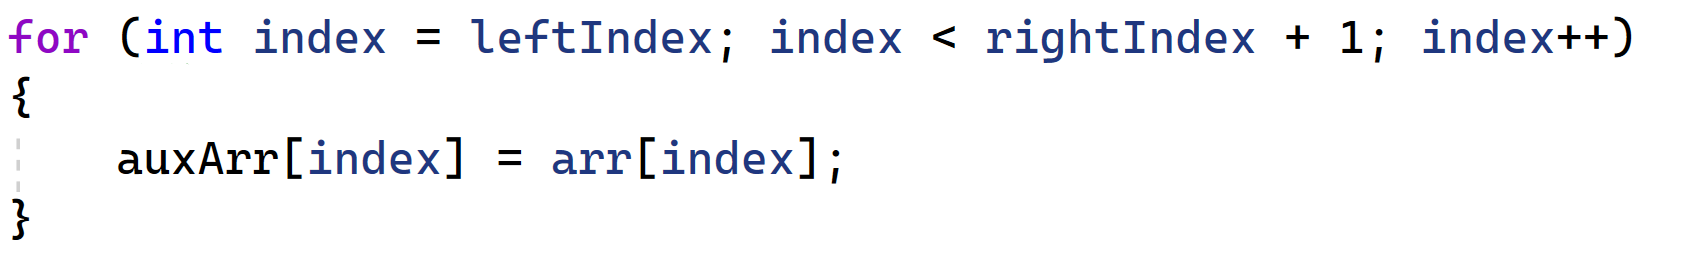 for (int index = leftIndex; index < rightIndex + 1; index++)
{
    auxArr[index] = arr[index];
}